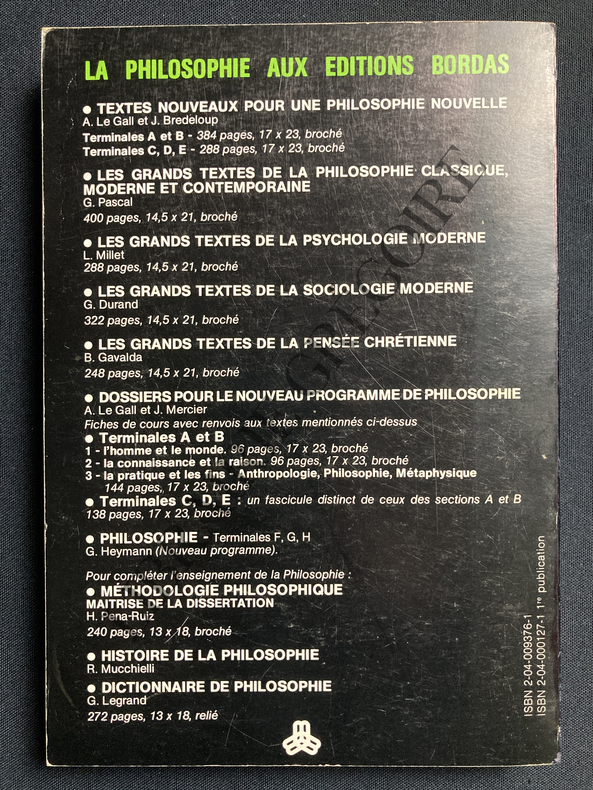 LA PHILOSOPHIE AUX EDITIONS BORDAS
● TEXTES NOUVEAUX POUR UNE PHILOSOPHIE NOUVELLE
A. Le Gall et J. Bredeloup
Terminales A et B - 384 pages, 17 x 23, broché
Terminales C, D, E - 288 pages, 17 x 23, broché
● LES GRANDS TEXTES DE LA PHILOSOPHIE CLASSIQUE,
MODERNE ET CONTEMPORAINE
G. Pascal
400 pages, 14,5 x 21, broché
● LES GRANDS TEXTES DE LA PSYCHOLOGIE MODERNE
L. Millet
288 pages, 14,5 x 21, broché
● LES GRANDS TEXTES DE LA SOCIOLOGIE MODERNE
G. Durand
322 pages, 14,5 x 21, broché
● LES GRANDS TEXTES DE LA PENSÉE CHRÉTIENNE
B. Gavalda
248 pages, 14,5 x 21, broché
● DOSSIERS POUR LE NOUVEAU PROGRAMME DE PHILOSOPHIE
A. Le Gall et J. Mercier
Fiches de cours avec renvois aux textes mentionnés ci-dessus
● Terminales A et B
1 - l'homme et le monde. 96 pages, 17 x 23, broché
2 - la connaissance et la raison. 96 pages, 17 x 23, broché
3 - la pratique et les fins - Anthropologie, Philosophie, Métaphysique
144 pages, 17 x 23, broché
● Terminales C, D, E : un fascicule distinct de ceux des sections A et B
138 pages, 17 x 23, broché
● PHILOSOPHIE - Terminales F, G, H
G. Heymann (Nouveau programme).
Pour compléter l'enseignement de la Philosophie :
● MÉTHODOLOGIE PHILOSOPHIQUE
MAITRISE DE LA DISSERTATION
H. Pena-Ruiz
240 pages, 13 x 18, broché
● HISTOIRE DE LA PHILOSOPHIE
R. Mucchielli
● DICTIONNAIRE DE PHILOSOPHIE
G. Legrand
272 pages, 13 x 18, relié
ISBN 2-04-009376-1
ISBN 2-04-000127-1 1re publication
GREGOIRE